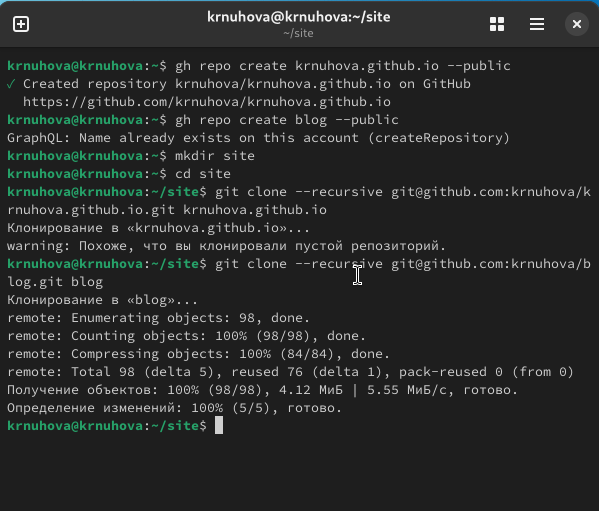 krnuhova@krnuhova:~/site
~/site
krnuhova@krnuhova:~$ gh repo create krnuhova.github.io --public
✓ Created repository krnuhova/krnuhova.github.io on GitHub
https://github.com/krnuhova/krnuhova.github.io
krnuhova@krnuhova:~$ gh repo create blog --public
GraphQL: Name already exists on this account (createRepository)
krnuhova@krnuhova:~$ mkdir site
krnuhova@krnuhova:~$ cd site
krnuhova@krnuhova:~/site$ git clone --recursive git@github.com:krnuhova/k
rnuhova.github.io.git krnuhova.github.io
Клонирование в «krnuhova.github.io»...
warning: Похоже, что вы клонировали пустой репозиторий.
krnuhova@krnuhova:~/site$ git clone --recursive git@github.com:krnuhova/b
log.git blog
Клонирование в «blog»...
remote: Enumerating objects: 98, done.
remote: Counting objects: 100% (98/98), done.
remote: Compressing objects: 100% (84/84), done.
remote: Total 98 (delta 5), reused 76 (delta 1), pack-reused 0 (from 0)
Получение объектов: 100% (98/98), 4.12 МиБ | 5.55 МиБ/с, готово.
Определение изменений: 100% (5/5), готово.
krnuhova@krnuhova:~/site$